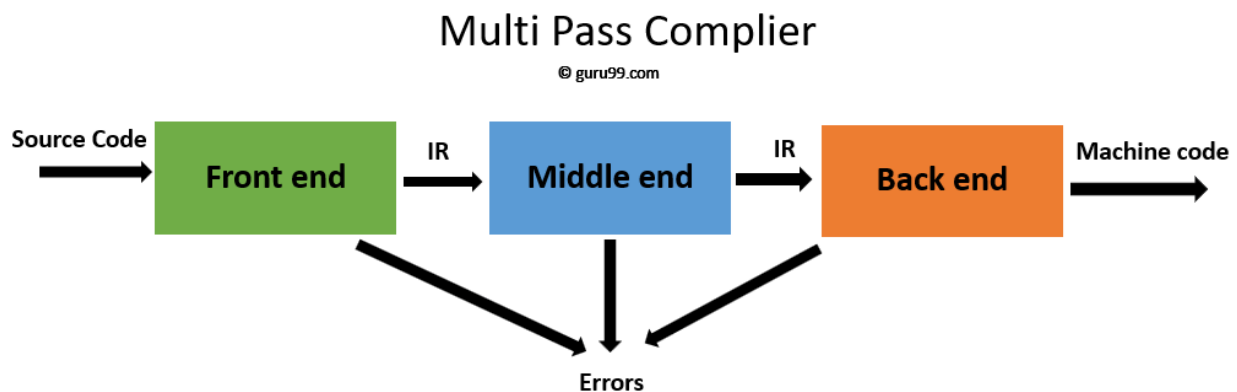 Multi Pass Complier
© guru99.com
Source Code
Front end
IR
Middle end
IR
Back end
Machine code
Errors